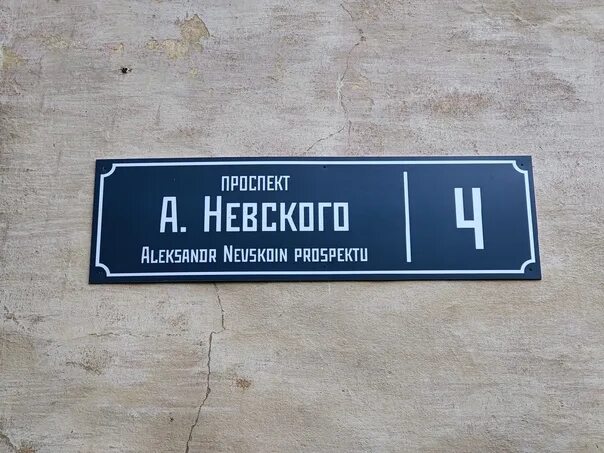 ПРОСПЕКТ
А. НЕВСКОГО
ALEKSANDR NEVSKOIN PROSPEKTU
4